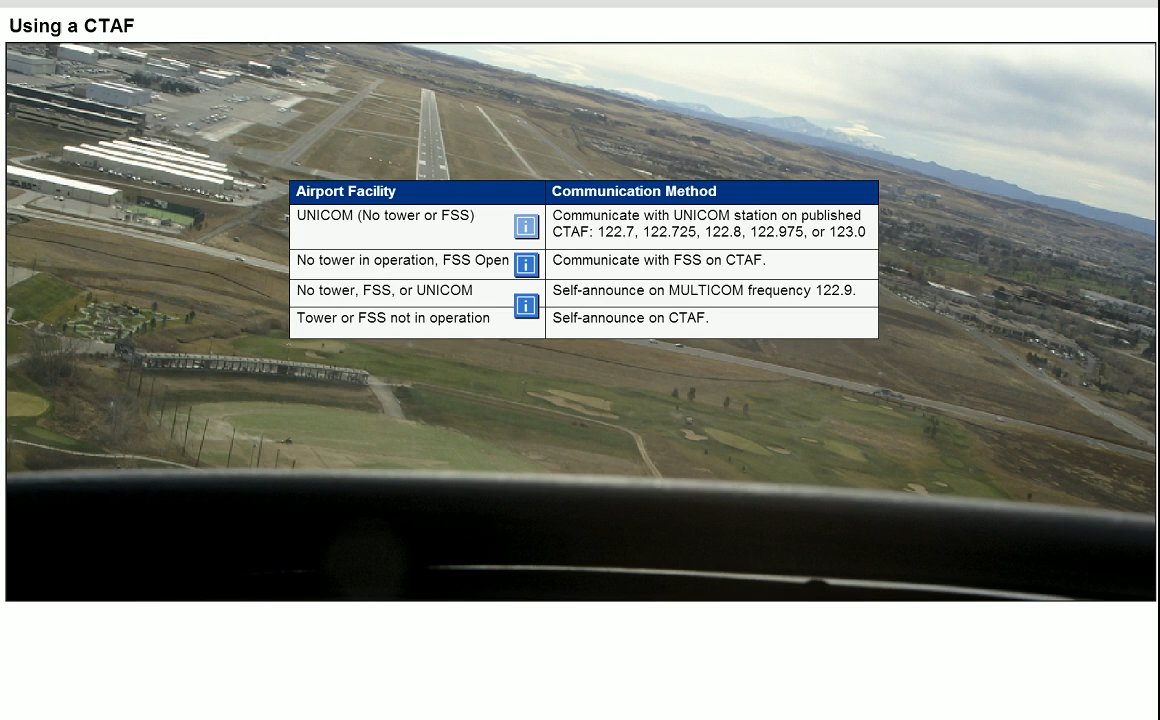 Using a CTAF
Airport Facility
Communication Method
UNICOM (No tower or FSS)
Communicate with UNICOM station on published
CTAF: 122.7, 122.725, 122.8, 122.975, or 123.0
No tower in operation, FSS Open
Communicate with FSS on CTAF.
No tower, FSS, or UNICOM
Self-announce on MULTICOM frequency 122.9.
Tower or FSS not in operation
Self-announce on CTAF.